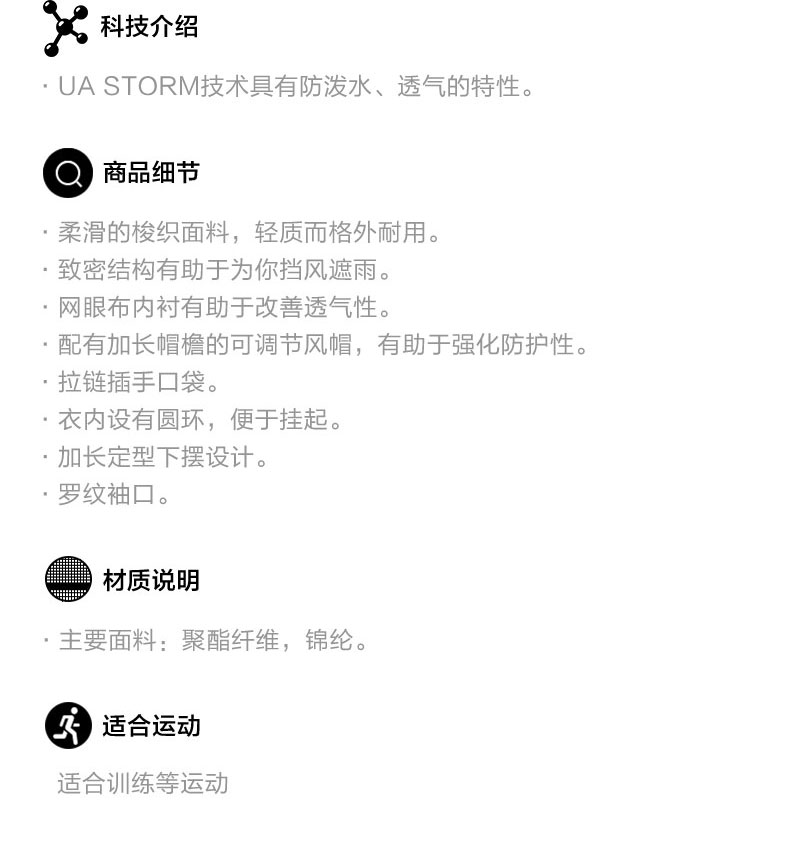 科技介绍
· UA STORM技术具有防泼水、透气的特性。
商品细节
· 柔滑的梭织面料，轻质而格外耐用。
· 致密结构有助于为你挡风遮雨。
· 网眼布内衬有助于改善透气性。
· 配有加长帽檐的可调节风帽，有助于强化防护性。
· 拉链插手口袋。
· 衣内设有圆环，便于挂起。
· 加长定型下摆设计。
· 罗纹袖口。
材质说明
· 主要面料：聚酯纤维，锦纶。
适合运动
适合训练等运动